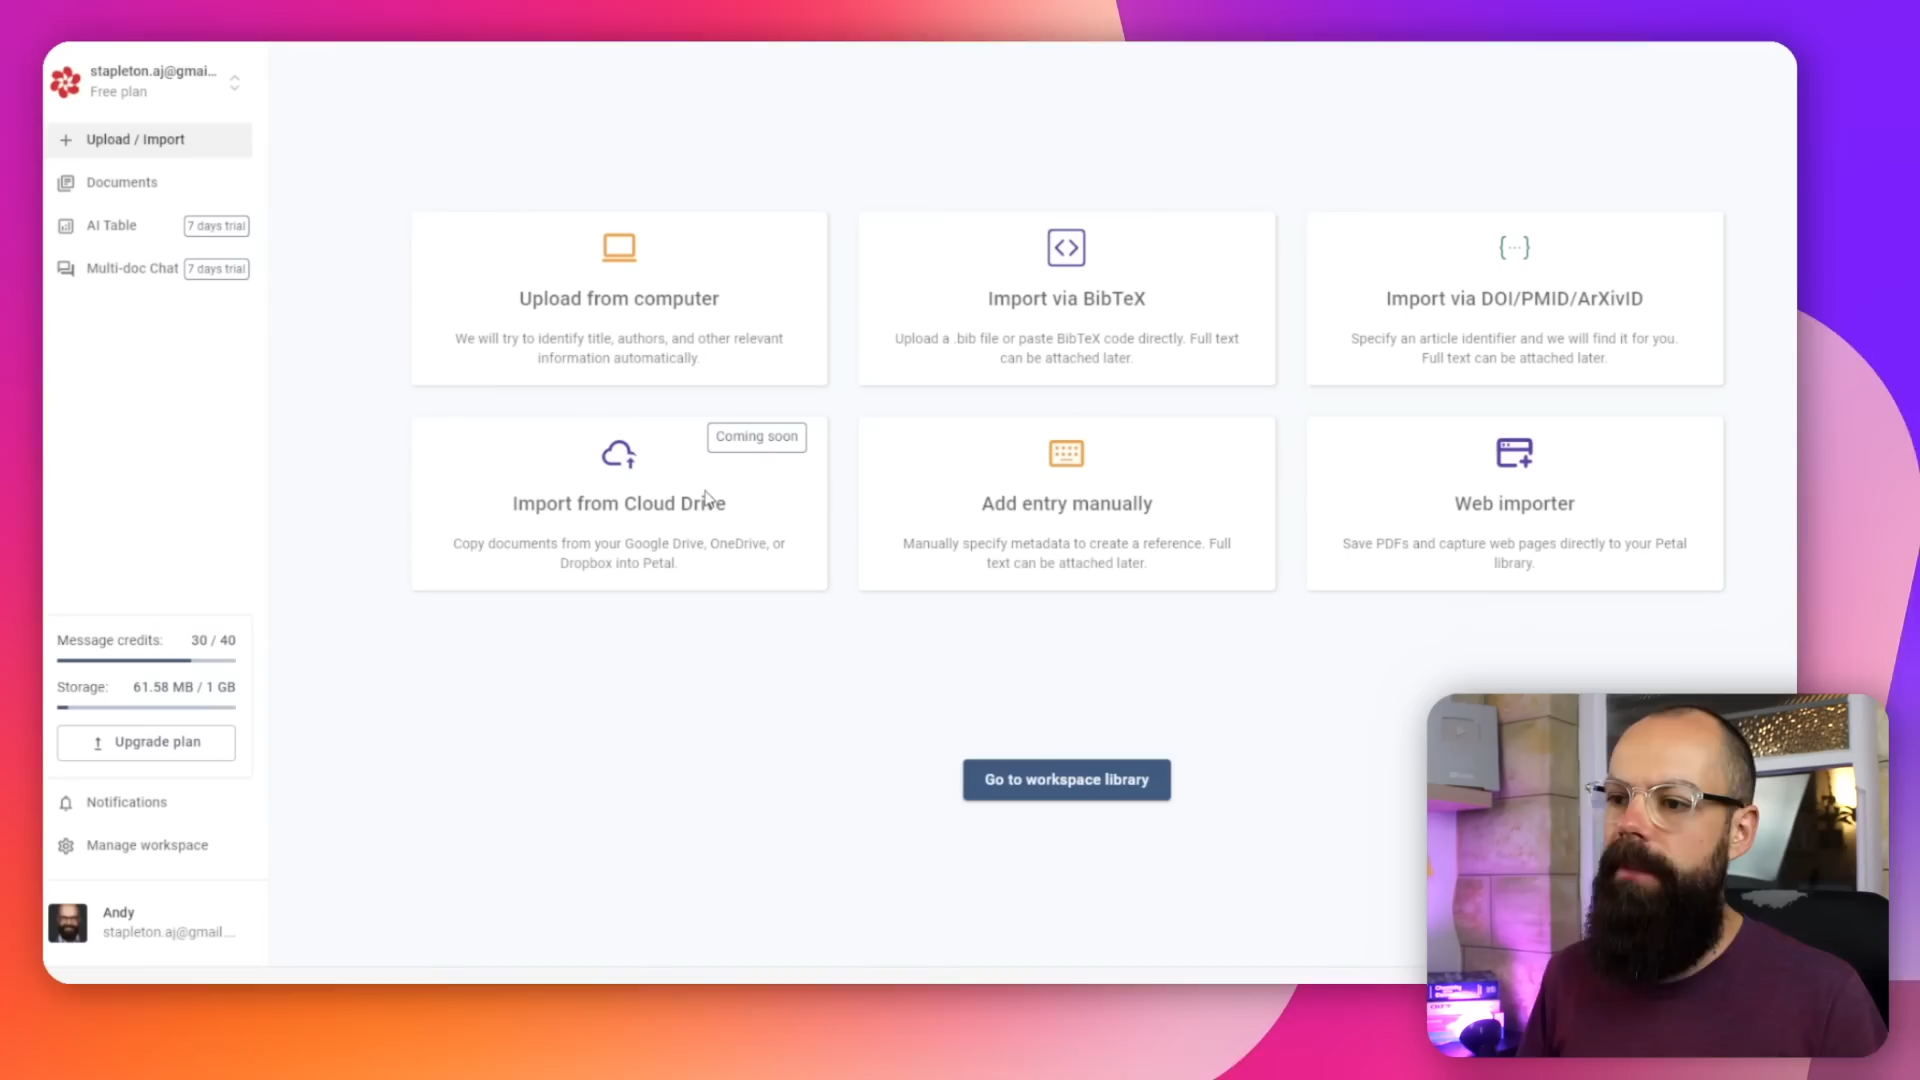 stapleton.aj@gmai...
Free plan
Upload / Import
Documents
AI Table
7 days trial
Multi-doc Chat
7 days trial
Upload from computer
We will try to identify title, authors, and other relevant
information automatically.
Import via BibTeX
Upload a .bib file or paste BibTeX code directly. Full text
can be attached later.
Import via DOI/PMID/ArXivID
Specify an article identifier and we will find it for you.
Full text can be attached later.
Coming soon
Import from Cloud Drive
Copy documents from your Google Drive, OneDrive, or
Dropbox into Petal.
Add entry manually
Manually specify metadata to create a reference. Full
text can be attached later.
Web importer
Save PDFs and capture web pages directly to your Petal
library.
Message credits: 30 / 40
Storage: 61.58 MB / 1 GB
Upgrade plan
Go to workspace library
Notifications
Manage workspace
Andy
stapleton.aj@gmail...